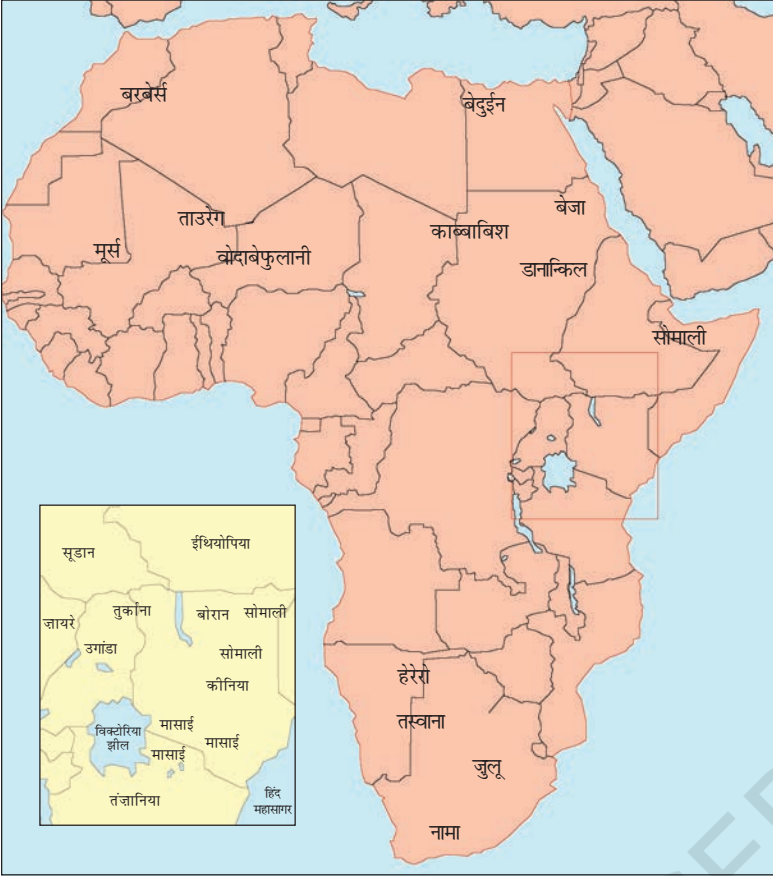 बरबेर्स
बेदुईन
बेजा
ताउरेग
काब्बाबिश
मूर्स
वोदाबेफुलानी
डानान्किल
सोमाली
ईथियोपिया
सूडान
तुर्काना
बोरान
सोमाली
ज़ायरे
उगांडा
सोमाली
कीनिया
हेरेरो
तस्वाना
मासाई
विक्टोरिया
झील
मासाई
मासाई
जुलू
तंज़ानिया
हिंद
महासागर
नामा